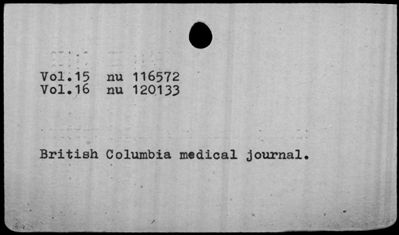 Vol.15 nu 116572
Vol.16 nu 120133
British Columbia medical journal.